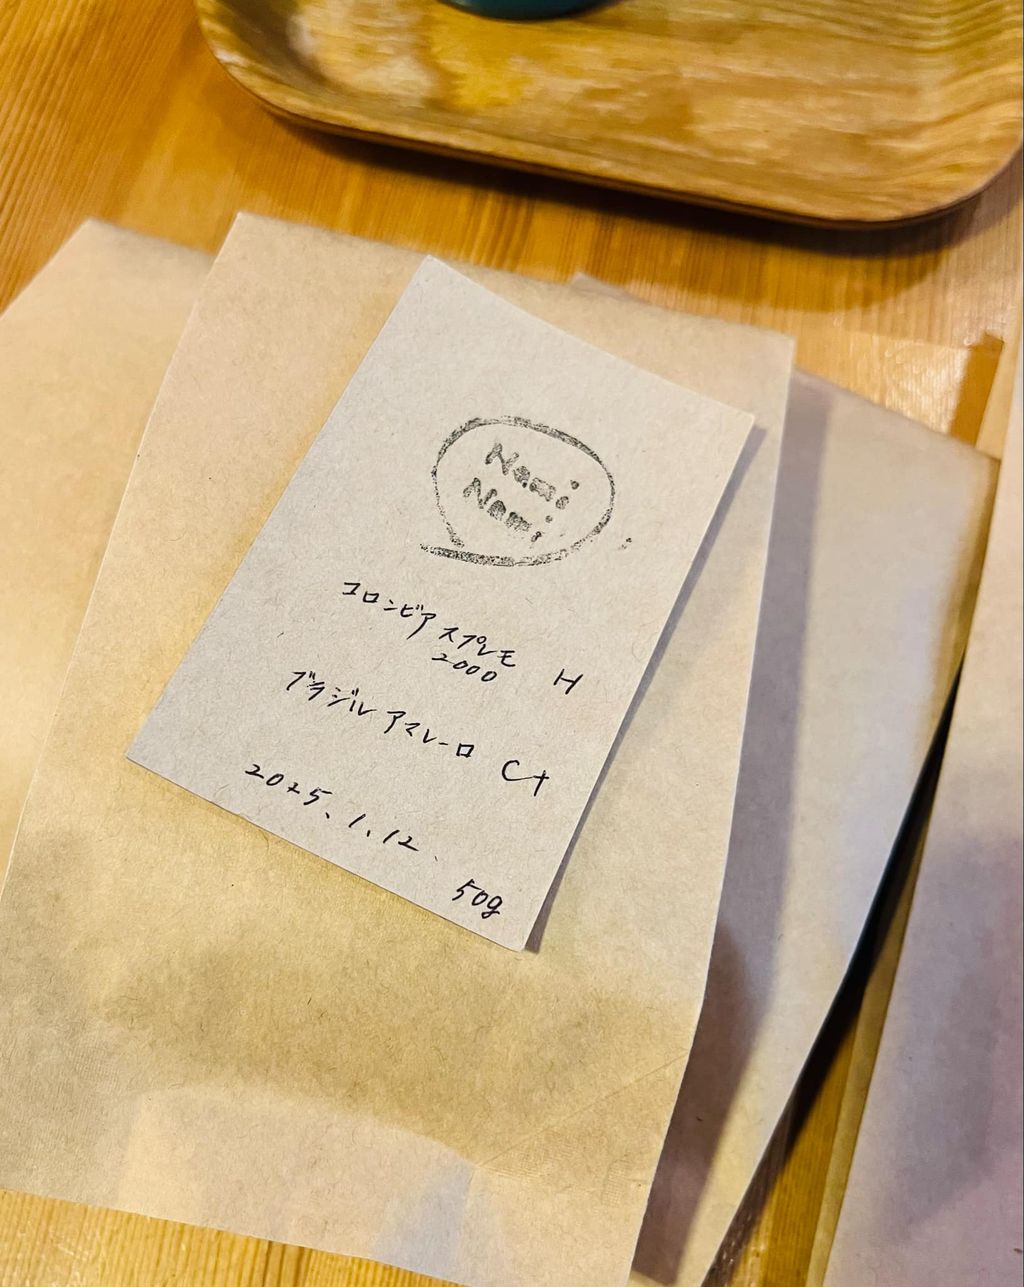 Nami
Nami
コロンビア スプレモ H
2000
ブラジル アマレーロ C+
2025.1.12.
50g